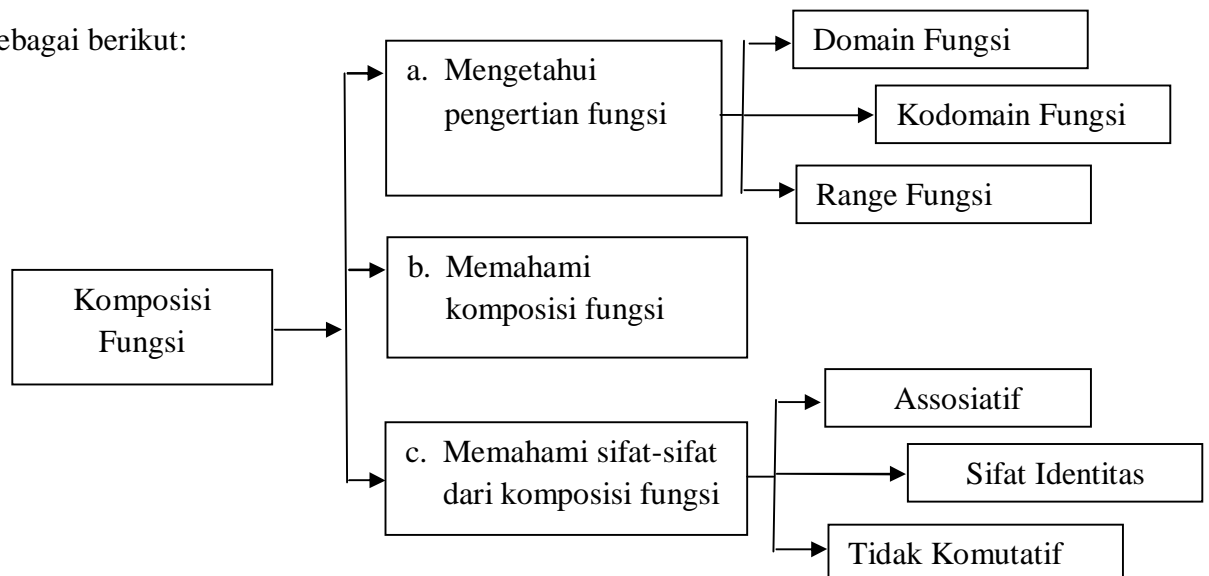 ebagai berikut:
Komposisi
Fungsi
a. Mengetahui
pengertian fungsi
Domain Fungsi
Kodomain Fungsi
Range Fungsi
b. Memahami
komposisi fungsi
c. Memahami sifat-sifat
dari komposisi fungsi
Assosiatif
Sifat Identitas
Tidak Komutatif